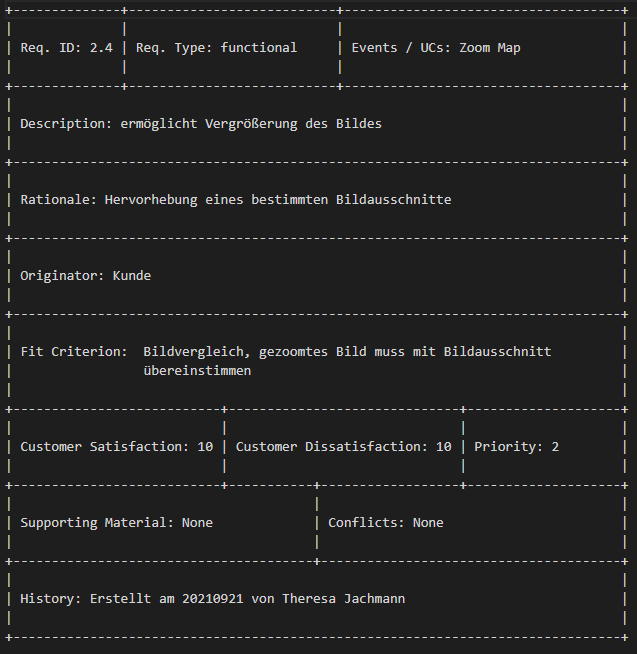 Req. ID: 2.4 Req. Type: functional Events / UCs: Zoom Map
Description: ermöglicht Vergrößerung des Bildes
Rationale: Hervorhebung eines bestimmten Bildausschnitte
Originator: Kunde
Fit Criterion: Bildvergleich, gezoomtes Bild muss mit Bildausschnitt
übereinstimmen
Customer Satisfaction: 10 Customer Dissatisfaction: 10 Priority: 2
Supporting Material: None Conflicts: None
History: Erstellt am 20210921 von Theresa Jachmann